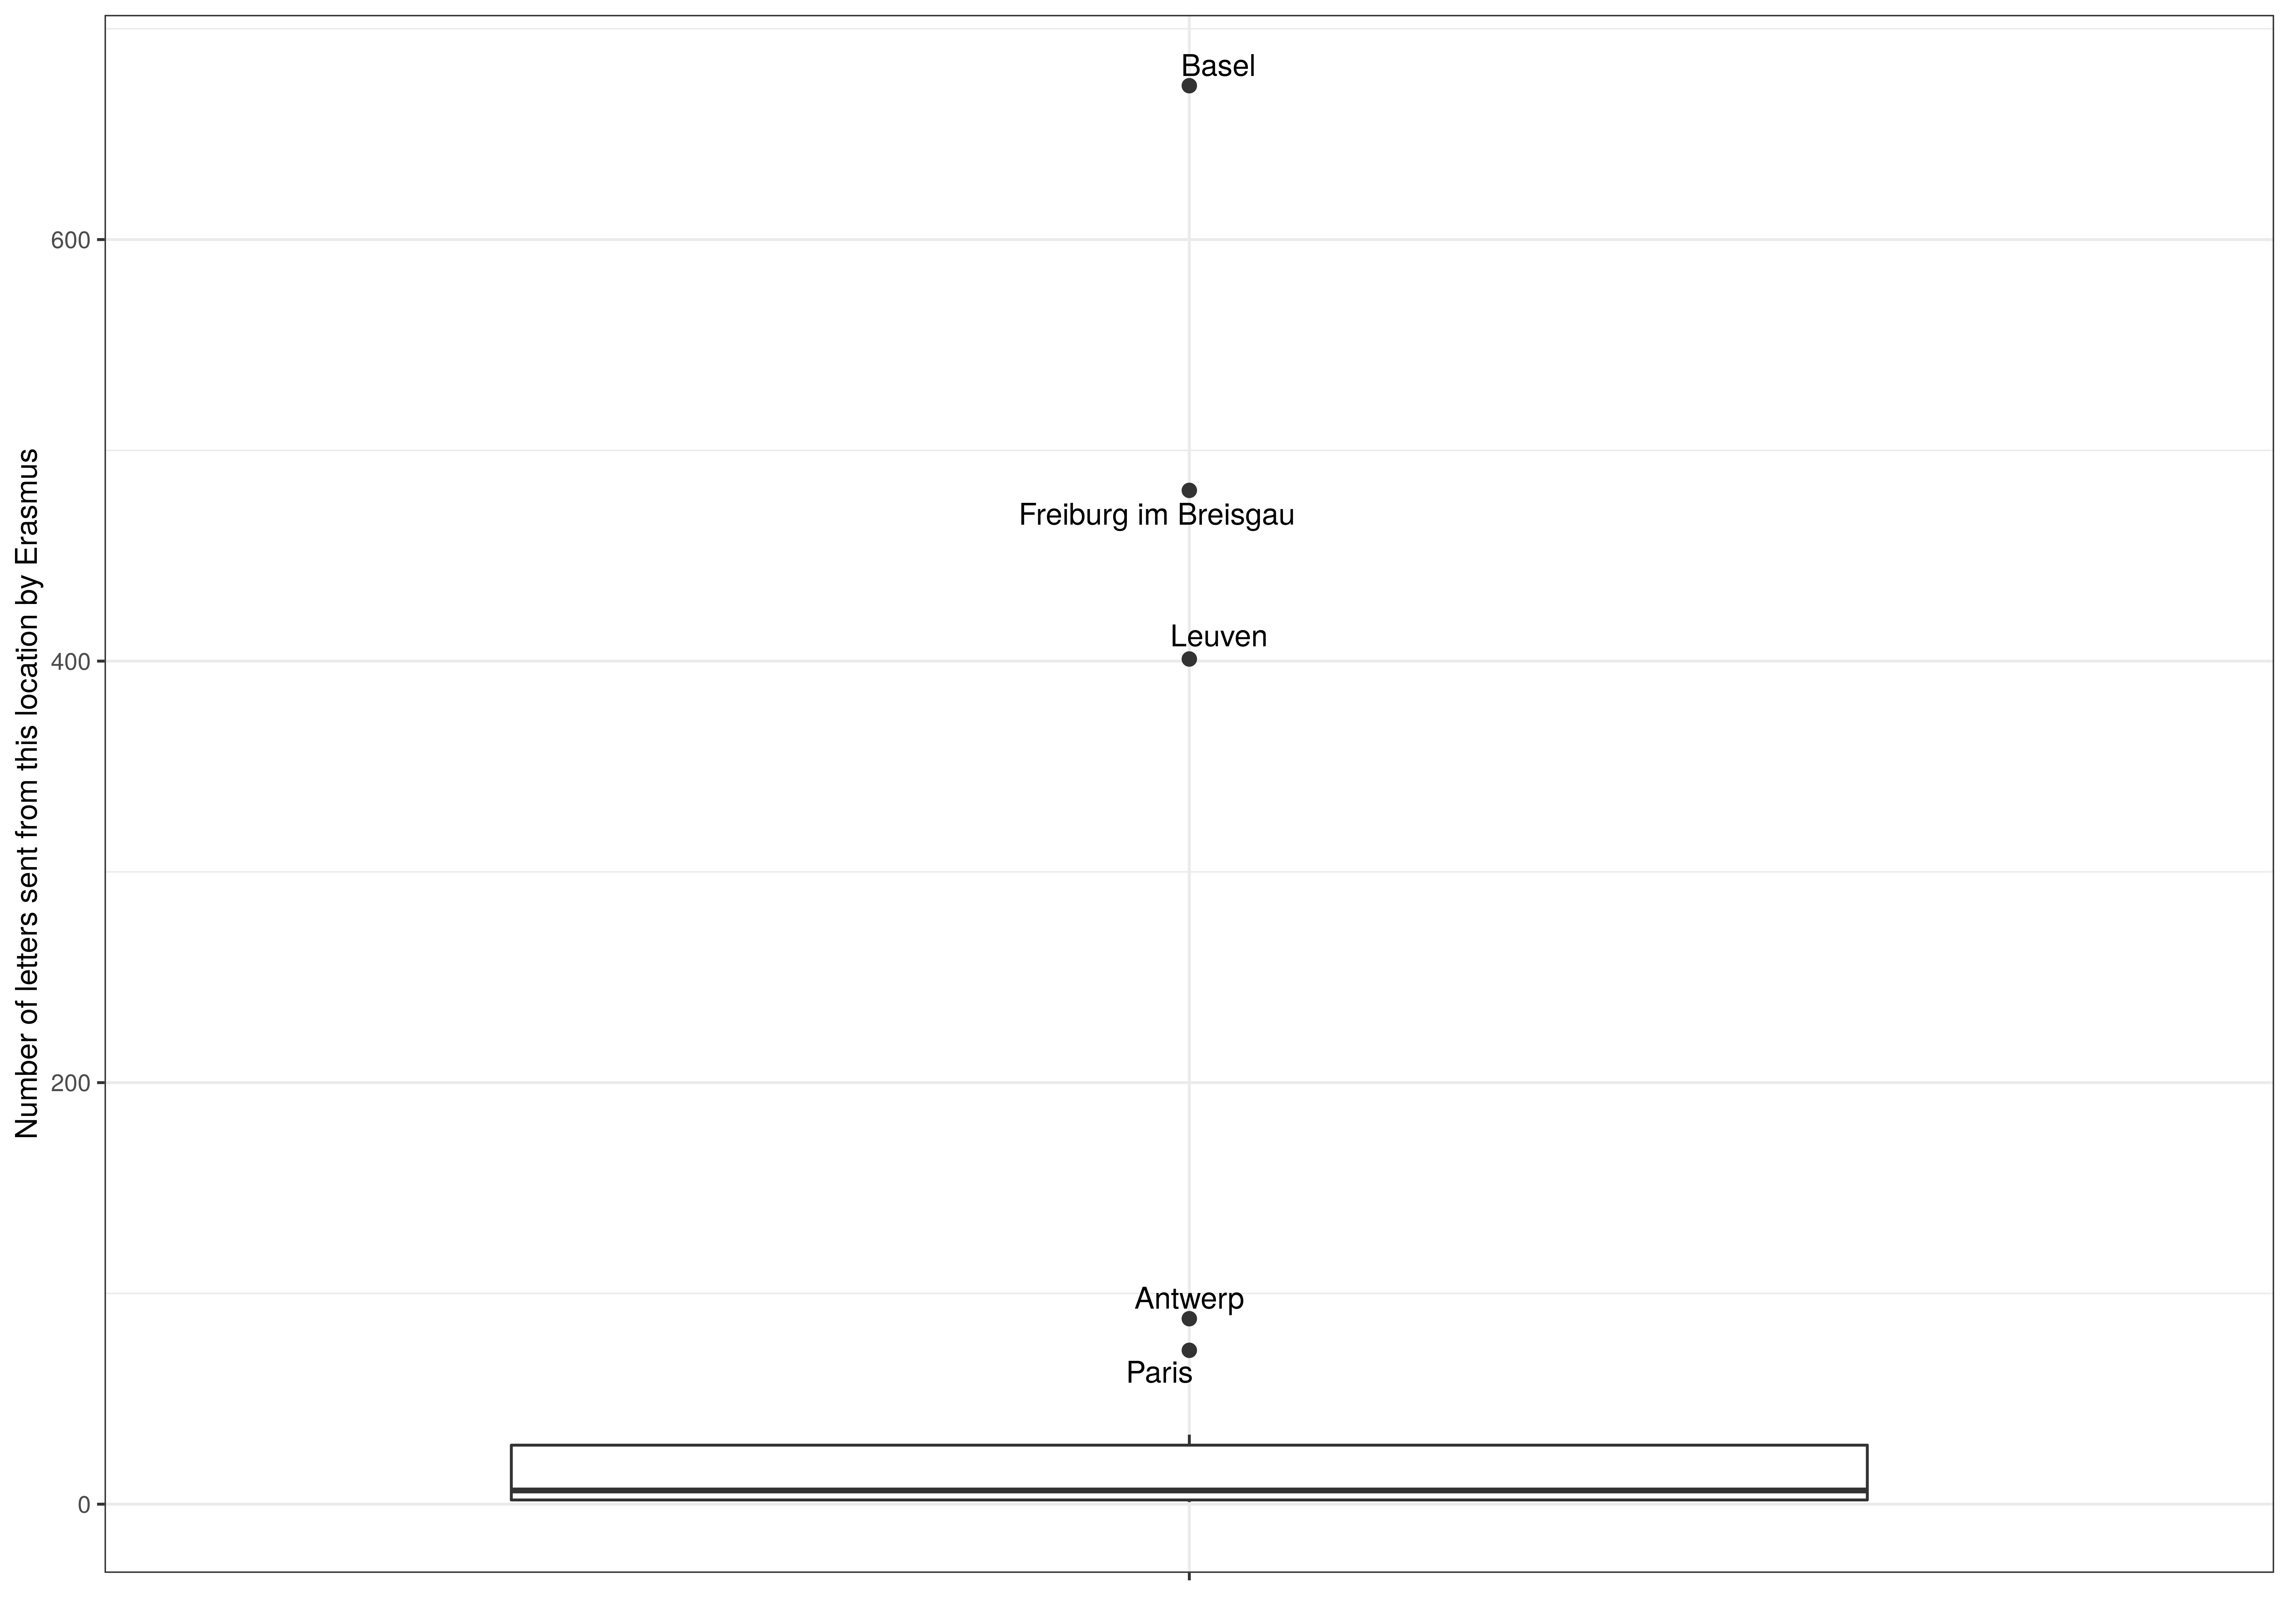 Number of letters sent from this location by Erasmus
600
400
200
0
Basel
Freiburg im Breisgau
Leuven
Antwerp
Paris